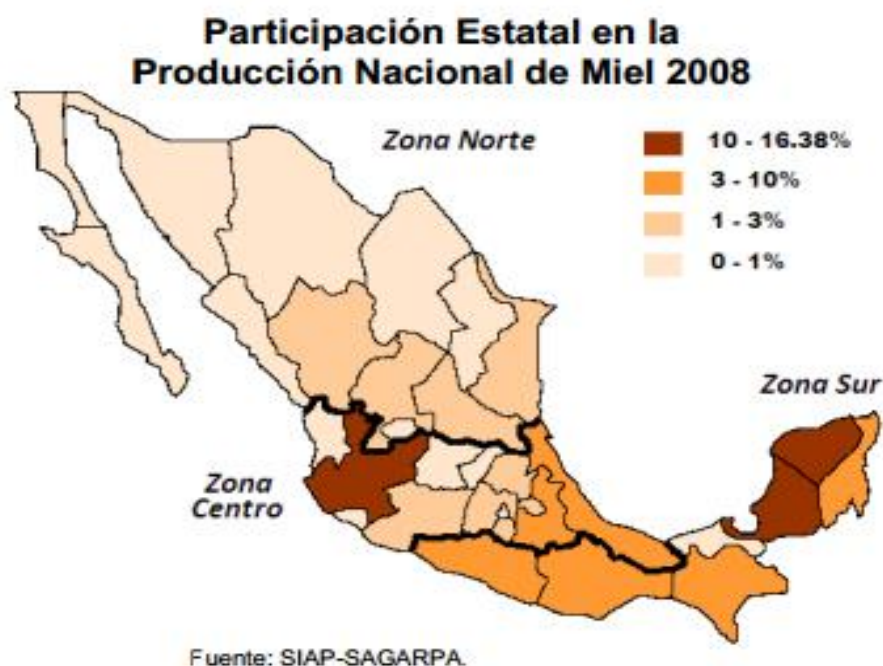 Participación Estatal en la
Producción Nacional de Miel 2008
Zona Norte
10 - 16.38%
3 - 10%
1 - 3%
0 - 1%
Zona Sur
Zona
Centro
Fuente: SIAP-SAGARPA.